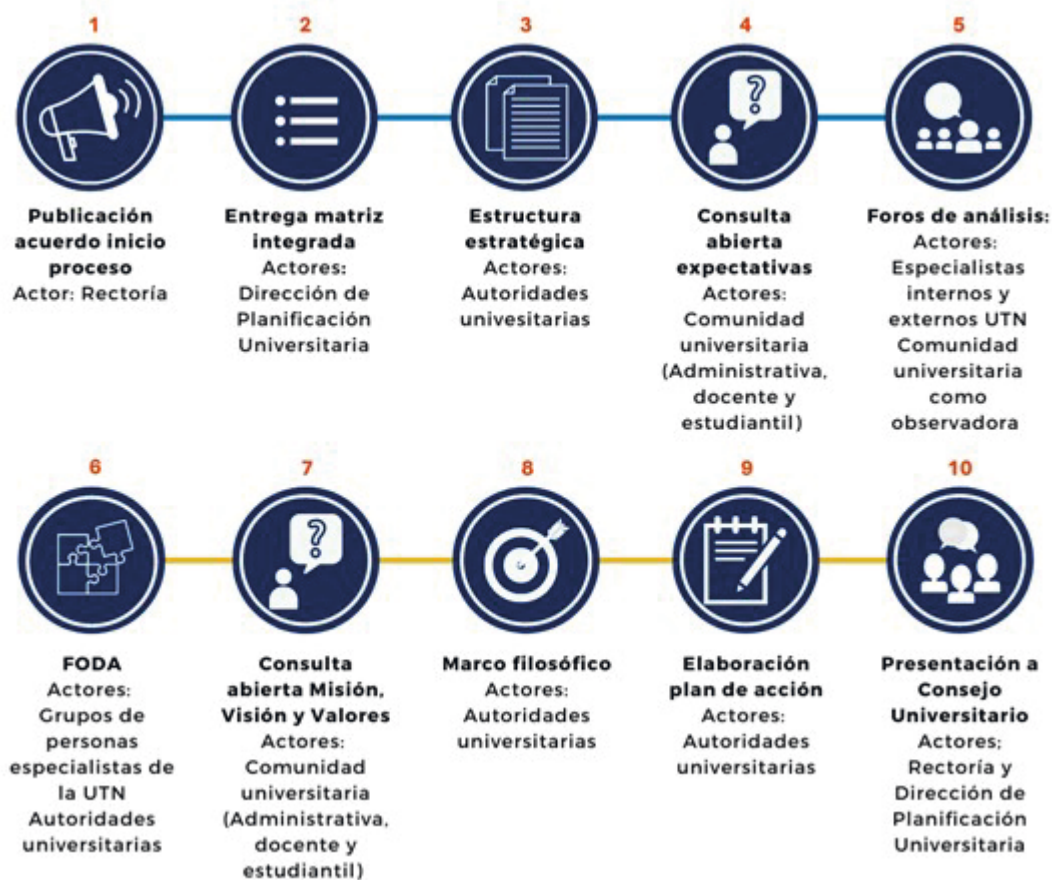 1
Publicación
acuerdo inicio
proceso
Actor: Rectoría
2
Entrega matriz
integrada
Actores:
Dirección de
Planificación
Universitaria
3
Estructura
estratégica
Actores:
Autoridades
univesitarias
4
?
Consulta
abierta
expectativas
Actores:
Comunidad
universitaria
(Administrativa,
docente y
estudiantil)
5
Foros de análisis:
Actores:
Especialistas
internos y
externos UTN
Comunidad
universitaria
como
observadora
6
FODA
Actores:
Grupos de
personas
especialistas de
la UTN
Autoridades
universitarias
7
?
Consulta
abierta Misión,
Visión y Valores
Actores:
Comunidad
universitaria
(Administrativa,
docente y
estudiantil)
8
Marco filosófico
Actores:
Autoridades
universitarias
9
Elaboración
plan de acción
Actores:
Autoridades
universitarias
10
Presentación a
Consejo
Universitario
Actores;
Rectoría y
Dirección de
Planificación
Universitaria